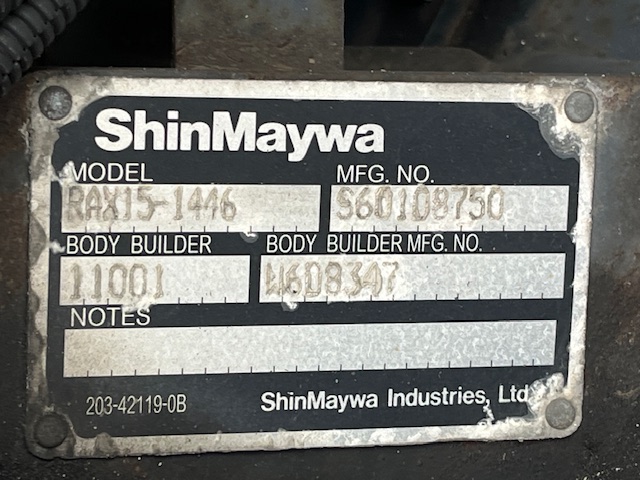 ShinMaywa
MODEL MFG. NO.
RAX15-1446 S60108750
BODY BUILDER BODY BUILDER MFG. NO.
11001 W6D8347
NOTES
203-42119-0B ShinMaywa Industries, Ltd